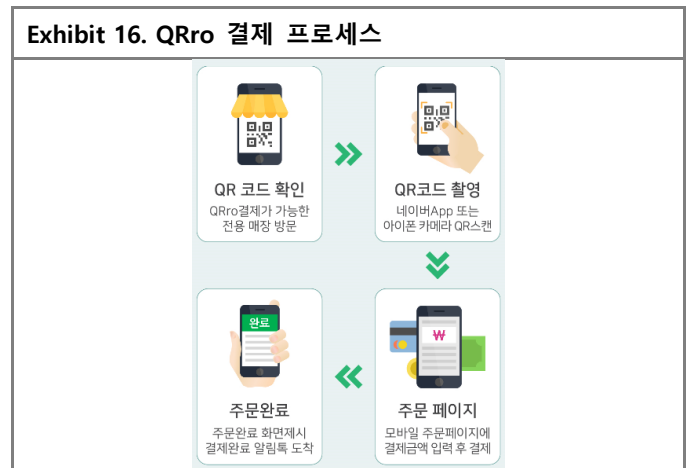 Exhibit 16. QRro 결제 프로세스
QR 코드 확인
QRro결제가 가능한
전용 매장 방문
QR코드 촬영
네이버App 또는
아이폰 카메라 QR스캔
₩
주문 페이지
모바일 주문페이지에
결제금액 입력 후 결제
완료
주문완료
주문완료 화면제시
결제완료 알림톡 도착